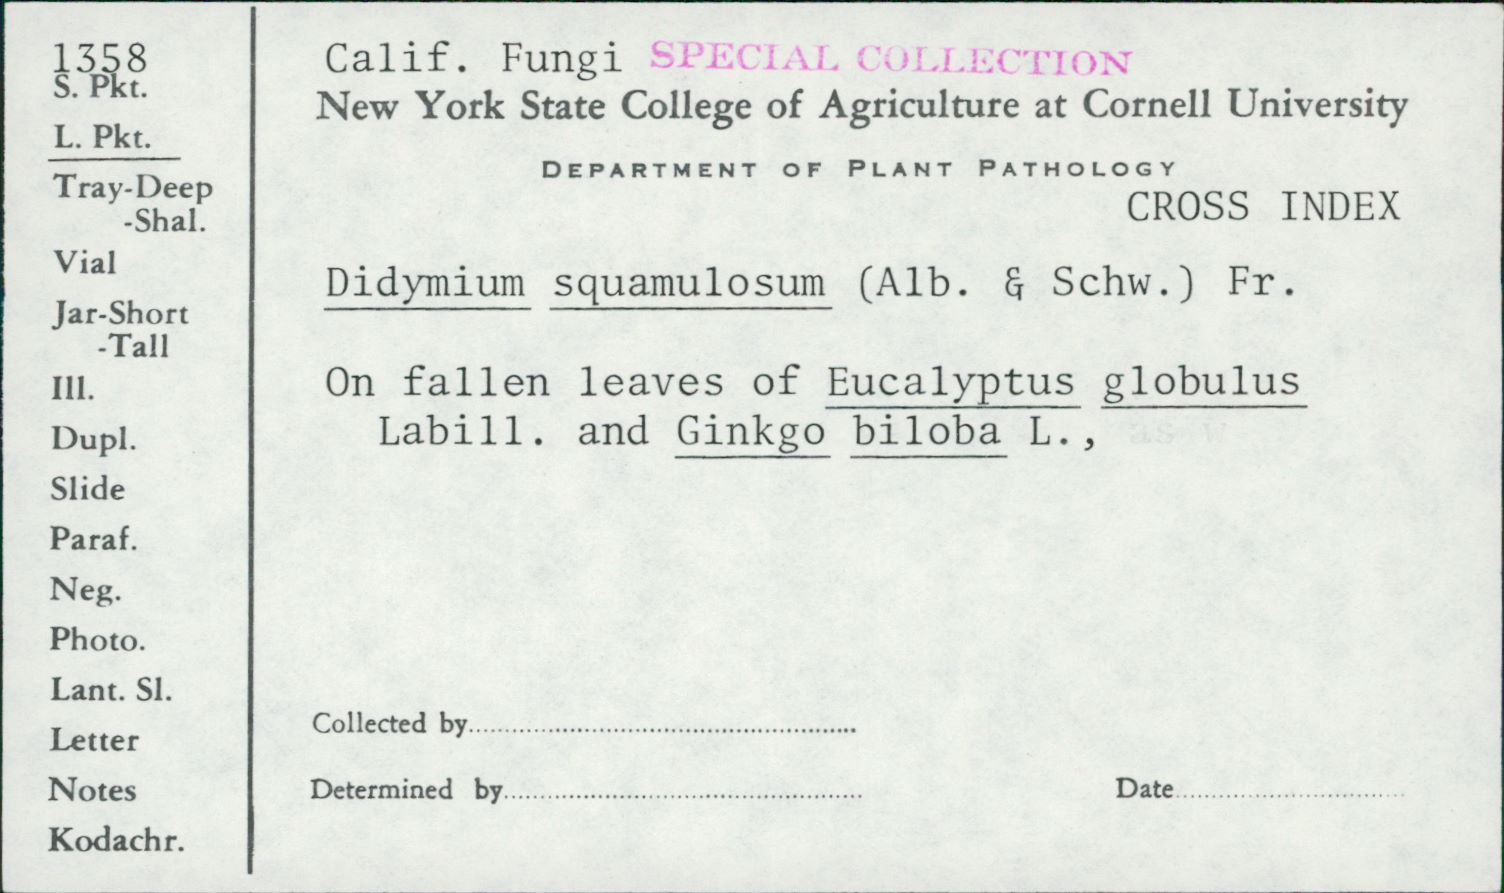 1358
S. Pkt.
L. Pkt.
Tray-Deep
-Shal.
Vial
Jar-Short
-Tall
Ill.
Dupl.
Slide
Paraf.
Neg.
Photo.
Lant. Sl.
Letter
Notes
Kodachr.
Calif. Fungi SPECIAL COLLECTION
New York State College of Agriculture at Cornell University
DEPARTMENT OF PLANT PATHOLOGY
CROSS INDEX
Didymium squamulosum (Alb. & Schw.) Fr.
On fallen leaves of Eucalyptus globulus
Labill. and Ginkgo biloba L.,
Collected by
Determined by
Date